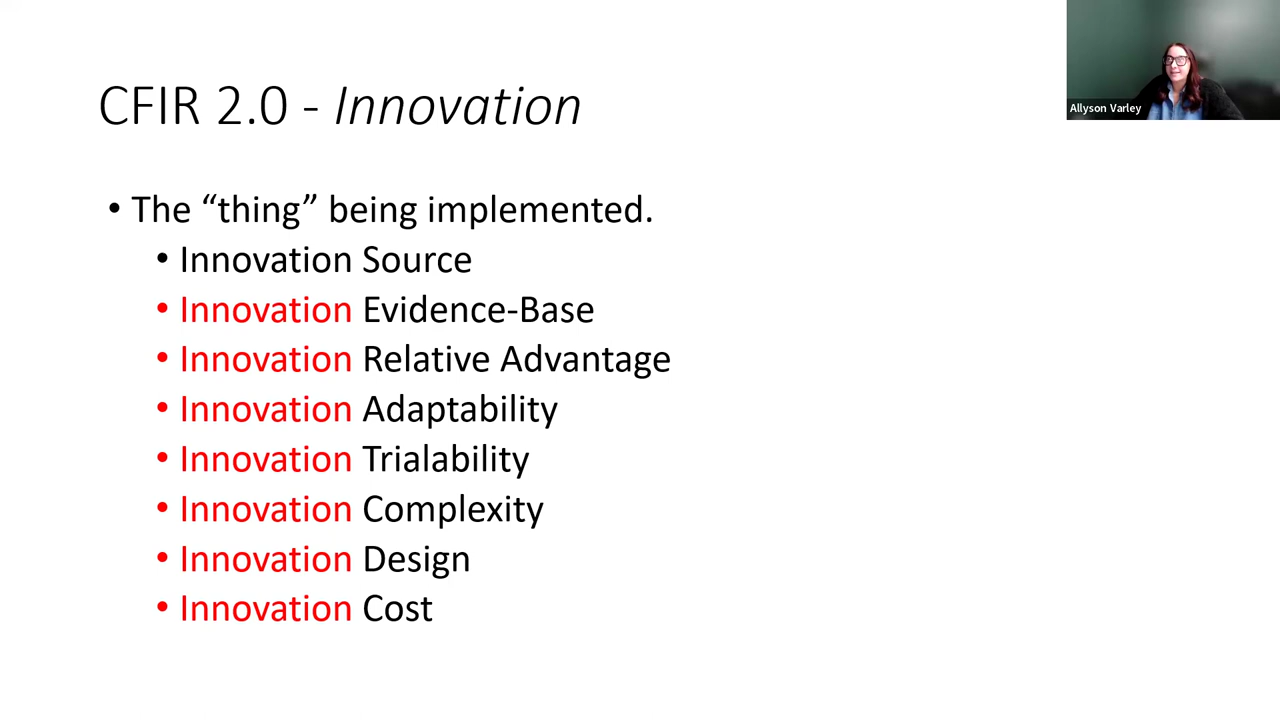 CFIR 2.0 - Innovation
Allyson Varley
• The “thing” being implemented.
• Innovation Source
• Innovation Evidence-Base
• Innovation Relative Advantage
• Innovation Adaptability
• Innovation Trialability
• Innovation Complexity
• Innovation Design
• Innovation Cost